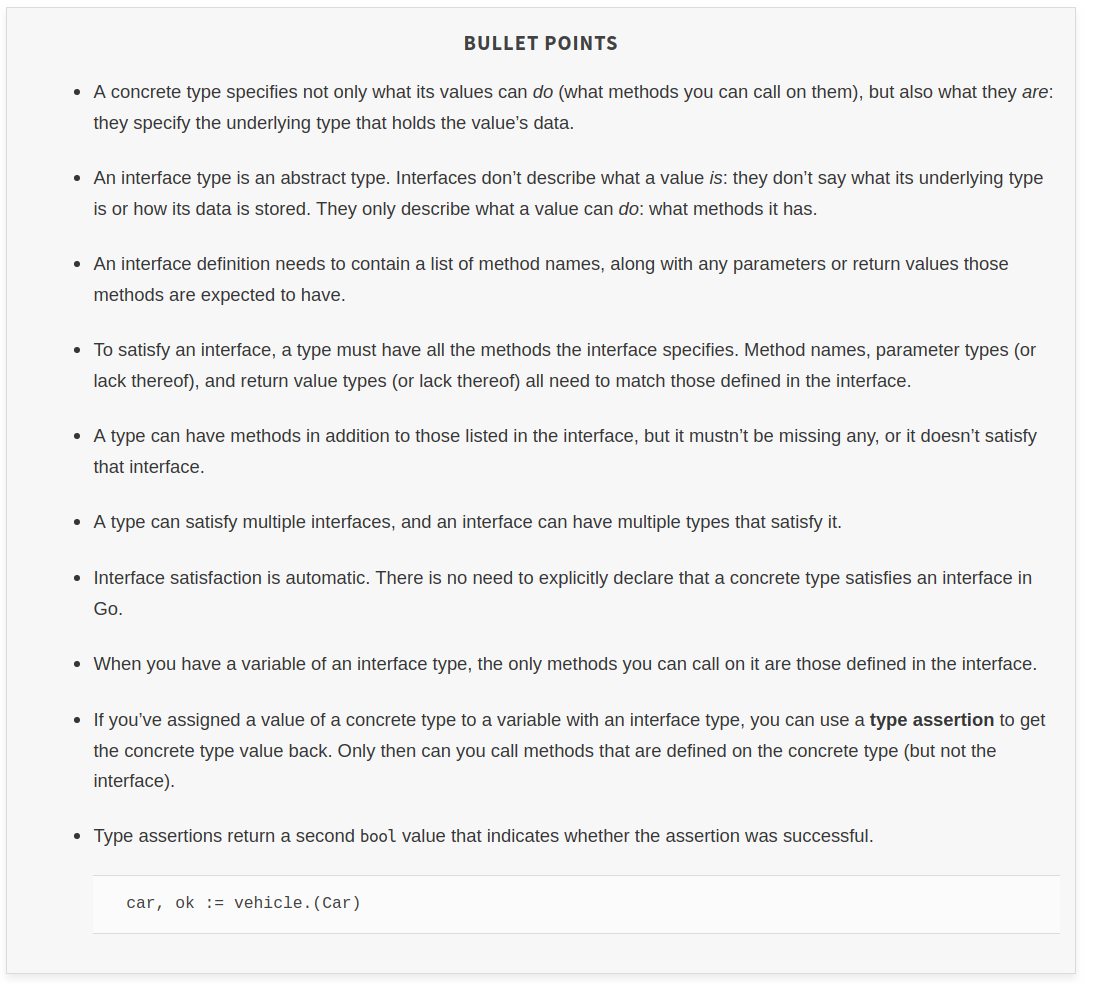 BULLET POINTS
• A concrete type specifies not only what its values can do (what methods you can call on them), but also what they are:
they specify the underlying type that holds the value’s data.
• An interface type is an abstract type. Interfaces don’t describe what a value is: they don’t say what its underlying type
is or how its data is stored. They only describe what a value can do: what methods it has.
• An interface definition needs to contain a list of method names, along with any parameters or return values those
methods are expected to have.
• To satisfy an interface, a type must have all the methods the interface specifies. Method names, parameter types (or
lack thereof), and return value types (or lack thereof) all need to match those defined in the interface.
• A type can have methods in addition to those listed in the interface, but it mustn’t be missing any, or it doesn’t satisfy
that interface.
• A type can satisfy multiple interfaces, and an interface can have multiple types that satisfy it.
• Interface satisfaction is automatic. There is no need to explicitly declare that a concrete type satisfies an interface in
Go.
• When you have a variable of an interface type, the only methods you can call on it are those defined in the interface.
• If you’ve assigned a value of a concrete type to a variable with an interface type, you can use a type assertion to get
the concrete type value back. Only then can you call methods that are defined on the concrete type (but not the
interface).
• Type assertions return a second bool value that indicates whether the assertion was successful.
car, ok := vehicle.(Car)